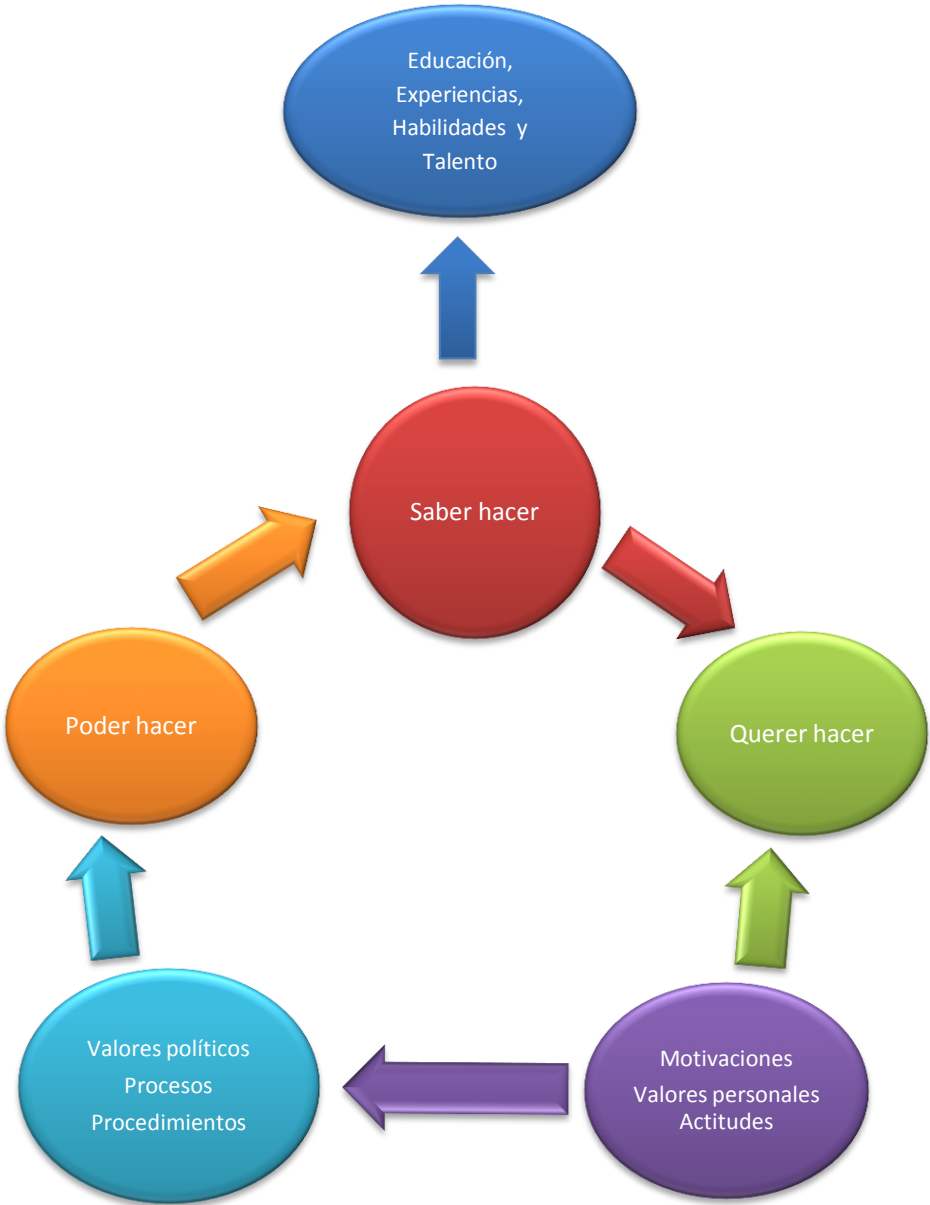 Educación,
Experiencias,
Habilidades y
Talento
Saber hacer
Poder hacer
Querer hacer
Valores políticos
Procesos
Procedimientos
Motivaciones
Valores personales
Actitudes